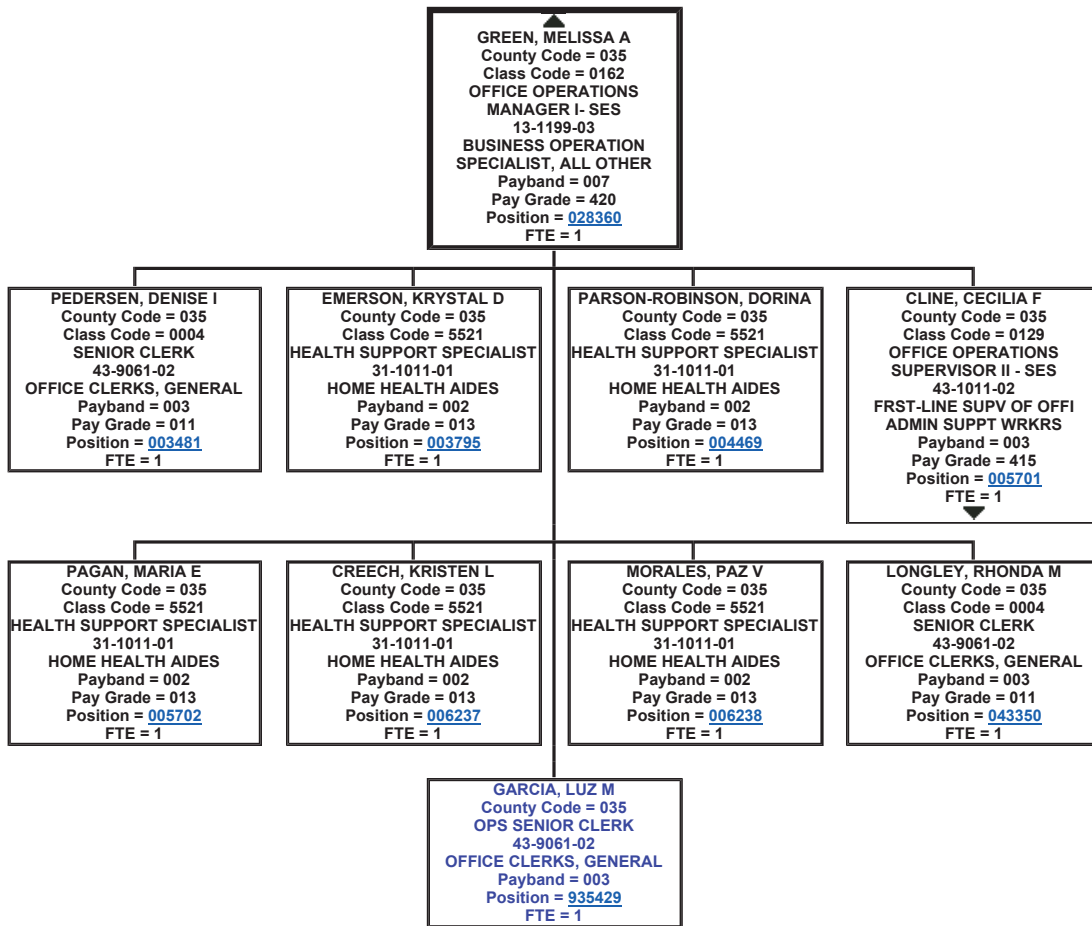 GREEN, MELISSA A
County Code = 035
Class Code = 0162
OFFICE OPERATIONS
MANAGER I- SES
13-1199-03
BUSINESS OPERATION
SPECIALIST, ALL OTHER
Payband = 007
Pay Grade = 420
Position = 028360
FTE = 1
PEDERSEN, DENISE I
County Code = 035
Class Code = 0004
SENIOR CLERK
43-9061-02
OFFICE CLERKS, GENERAL
Payband = 003
Pay Grade = 011
Position = 003481
FTE = 1
EMERSON, KRYSTAL D
County Code = 035
Class Code = 5521
HEALTH SUPPORT SPECIALIST
31-1011-01
HOME HEALTH AIDES
Payband = 002
Pay Grade = 013
Position = 003795
FTE = 1
PARSON-ROBINSON, DORINA
County Code = 035
Class Code = 5521
HEALTH SUPPORT SPECIALIST
31-1011-01
HOME HEALTH AIDES
Payband = 002
Pay Grade = 013
Position = 004469
FTE = 1
CLINE, CECILIA F
County Code = 035
Class Code = 0129
OFFICE OPERATIONS
SUPERVISOR II - SES
43-1011-02
FRST-LINE SUPV OF OFFI
ADMIN SUPPT WRKRS
Payband = 003
Pay Grade = 415
Position = 005701
FTE = 1
PAGAN, MARIA E
County Code = 035
Class Code = 5521
HEALTH SUPPORT SPECIALIST
31-1011-01
HOME HEALTH AIDES
Payband = 002
Pay Grade = 013
Position = 005702
FTE = 1
CREECH, KRISTEN L
County Code = 035
Class Code = 5521
HEALTH SUPPORT SPECIALIST
31-1011-01
HOME HEALTH AIDES
Payband = 002
Pay Grade = 013
Position = 006237
FTE = 1
MORALES, PAZ V
County Code = 035
Class Code = 5521
HEALTH SUPPORT SPECIALIST
31-1011-01
HOME HEALTH AIDES
Payband = 002
Pay Grade = 013
Position = 006238
FTE = 1
LONGLEY, RHONDA M
County Code = 035
Class Code = 0004
SENIOR CLERK
43-9061-02
OFFICE CLERKS, GENERAL
Payband = 003
Pay Grade = 011
Position = 043350
FTE = 1
GARCIA, LUZ M
County Code = 035
OPS SENIOR CLERK
43-9061-02
OFFICE CLERKS, GENERAL
Payband = 003
Position = 935429
FTE = 1